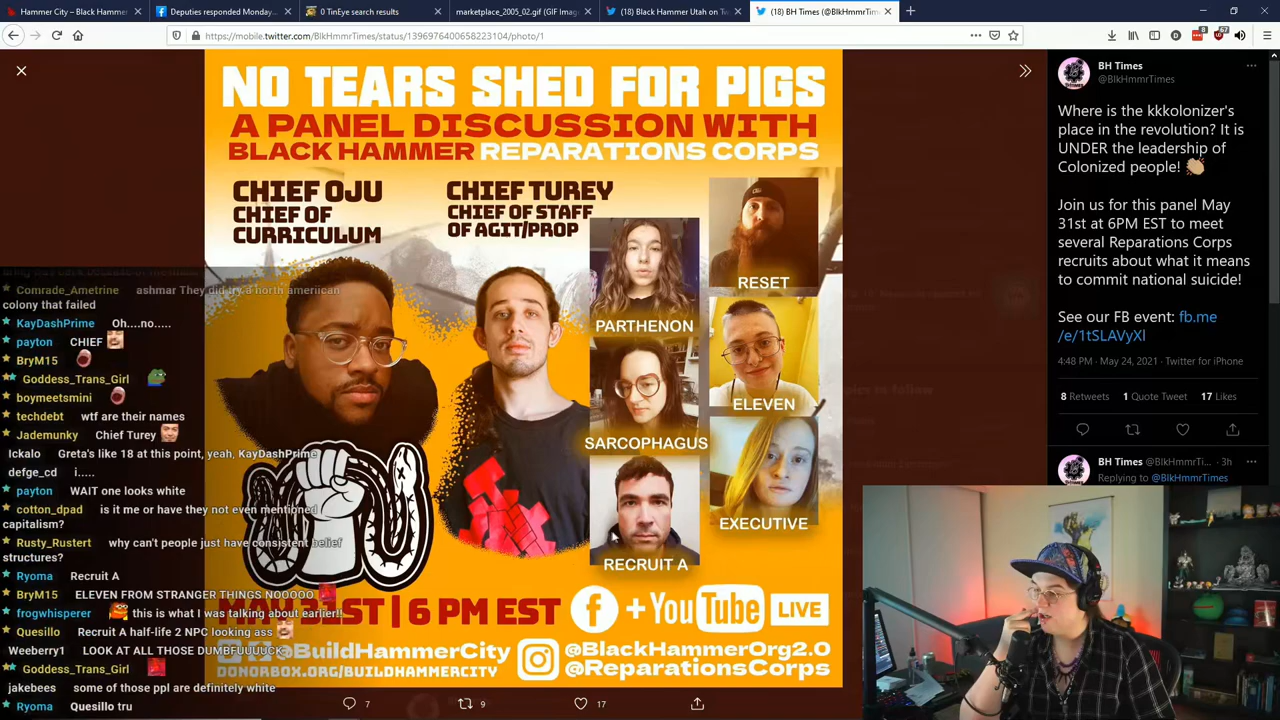 Hammer City – Black Hammer
Deputies responded Monday...
0 TinEye search results
marketplace_2005_02.gif (GIF Imag
(18) Black Hammer Utah on Tw
(18) BH Times (@BlkHmmrTim
https://mobile.twitter.com/BlkHmmrTimes/status/1396976400658223104/photo/1
NO TEARS SHED FOR PIGS
A PANEL DISCUSSION WITH
BLACK HAMMER REPARATIONS CORPS
CHIEF OJU
CHIEF OF
CURRICULUM
CHIEF TUREY
CHIEF OF STAFF
OF AGIT/PROP
RESET
PARTHENON
ELEVEN
SARCOPHAGUS
EXECUTIVE
RECRUIT A
ST | 6 PM EST
+ YouTube LIVE
@BuildHammerCity
DONORBOX.ORG/BUILDHAMMERCITY
@BlackHammerOrg2.0
@ReparationsCorps
7
9
17
Comrade_Ametrine ashmar They did try a north ameriican
colony that failed
KayDashPrime Oh....no.....
payton CHIEF
BryM15
Goddess_Trans_Girl
boymeetsmini
techdebt wtf are their names
Jademunky Chief Turey
Ickalo Greta's like 18 at this point, yeah, KayDashPrime
defge_cd i.....
payton WAIT one looks white
cotton_dpad is it me or have they not even mentioned
capitalism?
Rusty_Rustert why can't people just have consistent belief
structures?
Ryoma Recruit A
BryM15 ELEVEN FROM STRANGER THINGS NOOOOO
frogwhisperer this is what I was talking about earlier!!
Quesillo Recruit A half-life 2 NPC looking ass
Weeberry1 LOOK AT ALL THOSE DUMBFUUUUCK
Goddess_Trans_Girl
jakebees some of those ppl are definitely white
Ryoma Quesillo tru
BH Times
@BlkHmmrTimes
Where is the kkkolonizer's
place in the revolution? It is
UNDER the leadership of
Colonized people!
Join us for this panel May
31st at 6PM EST to meet
several Reparations Corps
recruits about what it means
to commit national suicide!
See our FB event: fb.me
/e/1tSLAVyXl
4:48 PM · May 24, 2021 · Twitter for iPhone
8 Retweets 1 Quote Tweet 17 Likes
BH Times @BlkHmmrTi... · 3h
Replying to @BlkHmmrTimes